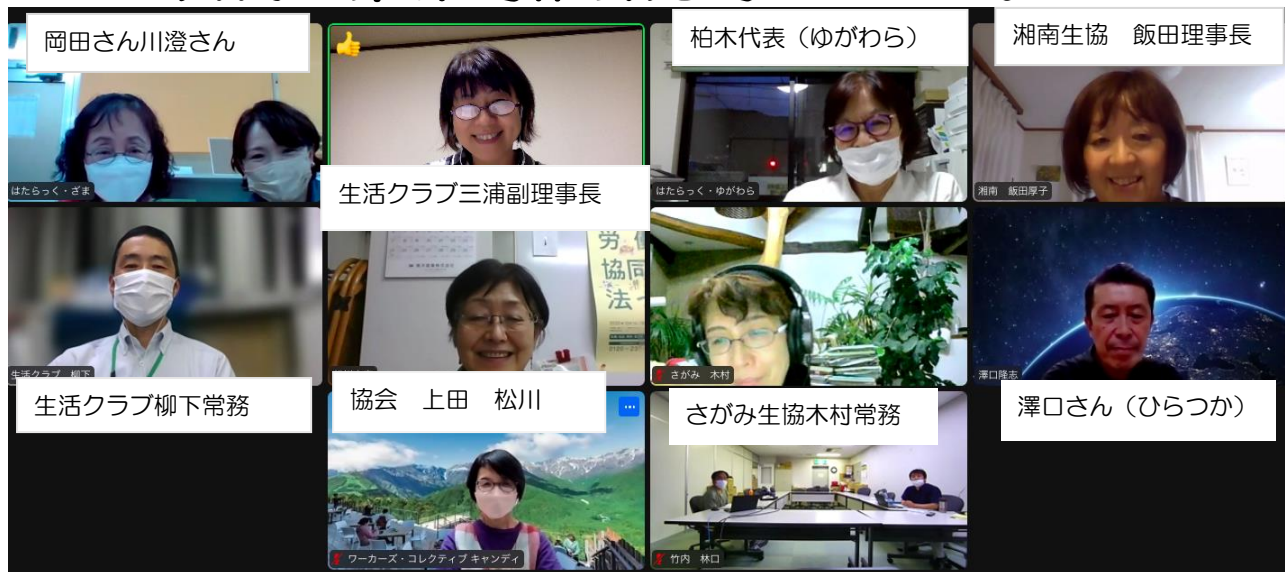 岡田さん川澄さん
柏木代表（ゆがわら）
湘南生協 飯田理事長
はたらっく・ざま
はたらっく・ゆがわら
湘南 飯田厚子
生活クラブ三浦副理事長
労働
協同
法
生活クラブ 柳下
さがみ 木村
澤口隆志
生活クラブ柳下常務
協会 上田 松川
さがみ生協木村常務
澤口さん（ひらつか）
ワーカーズ・コレクティブ キャンディ
竹内 林口